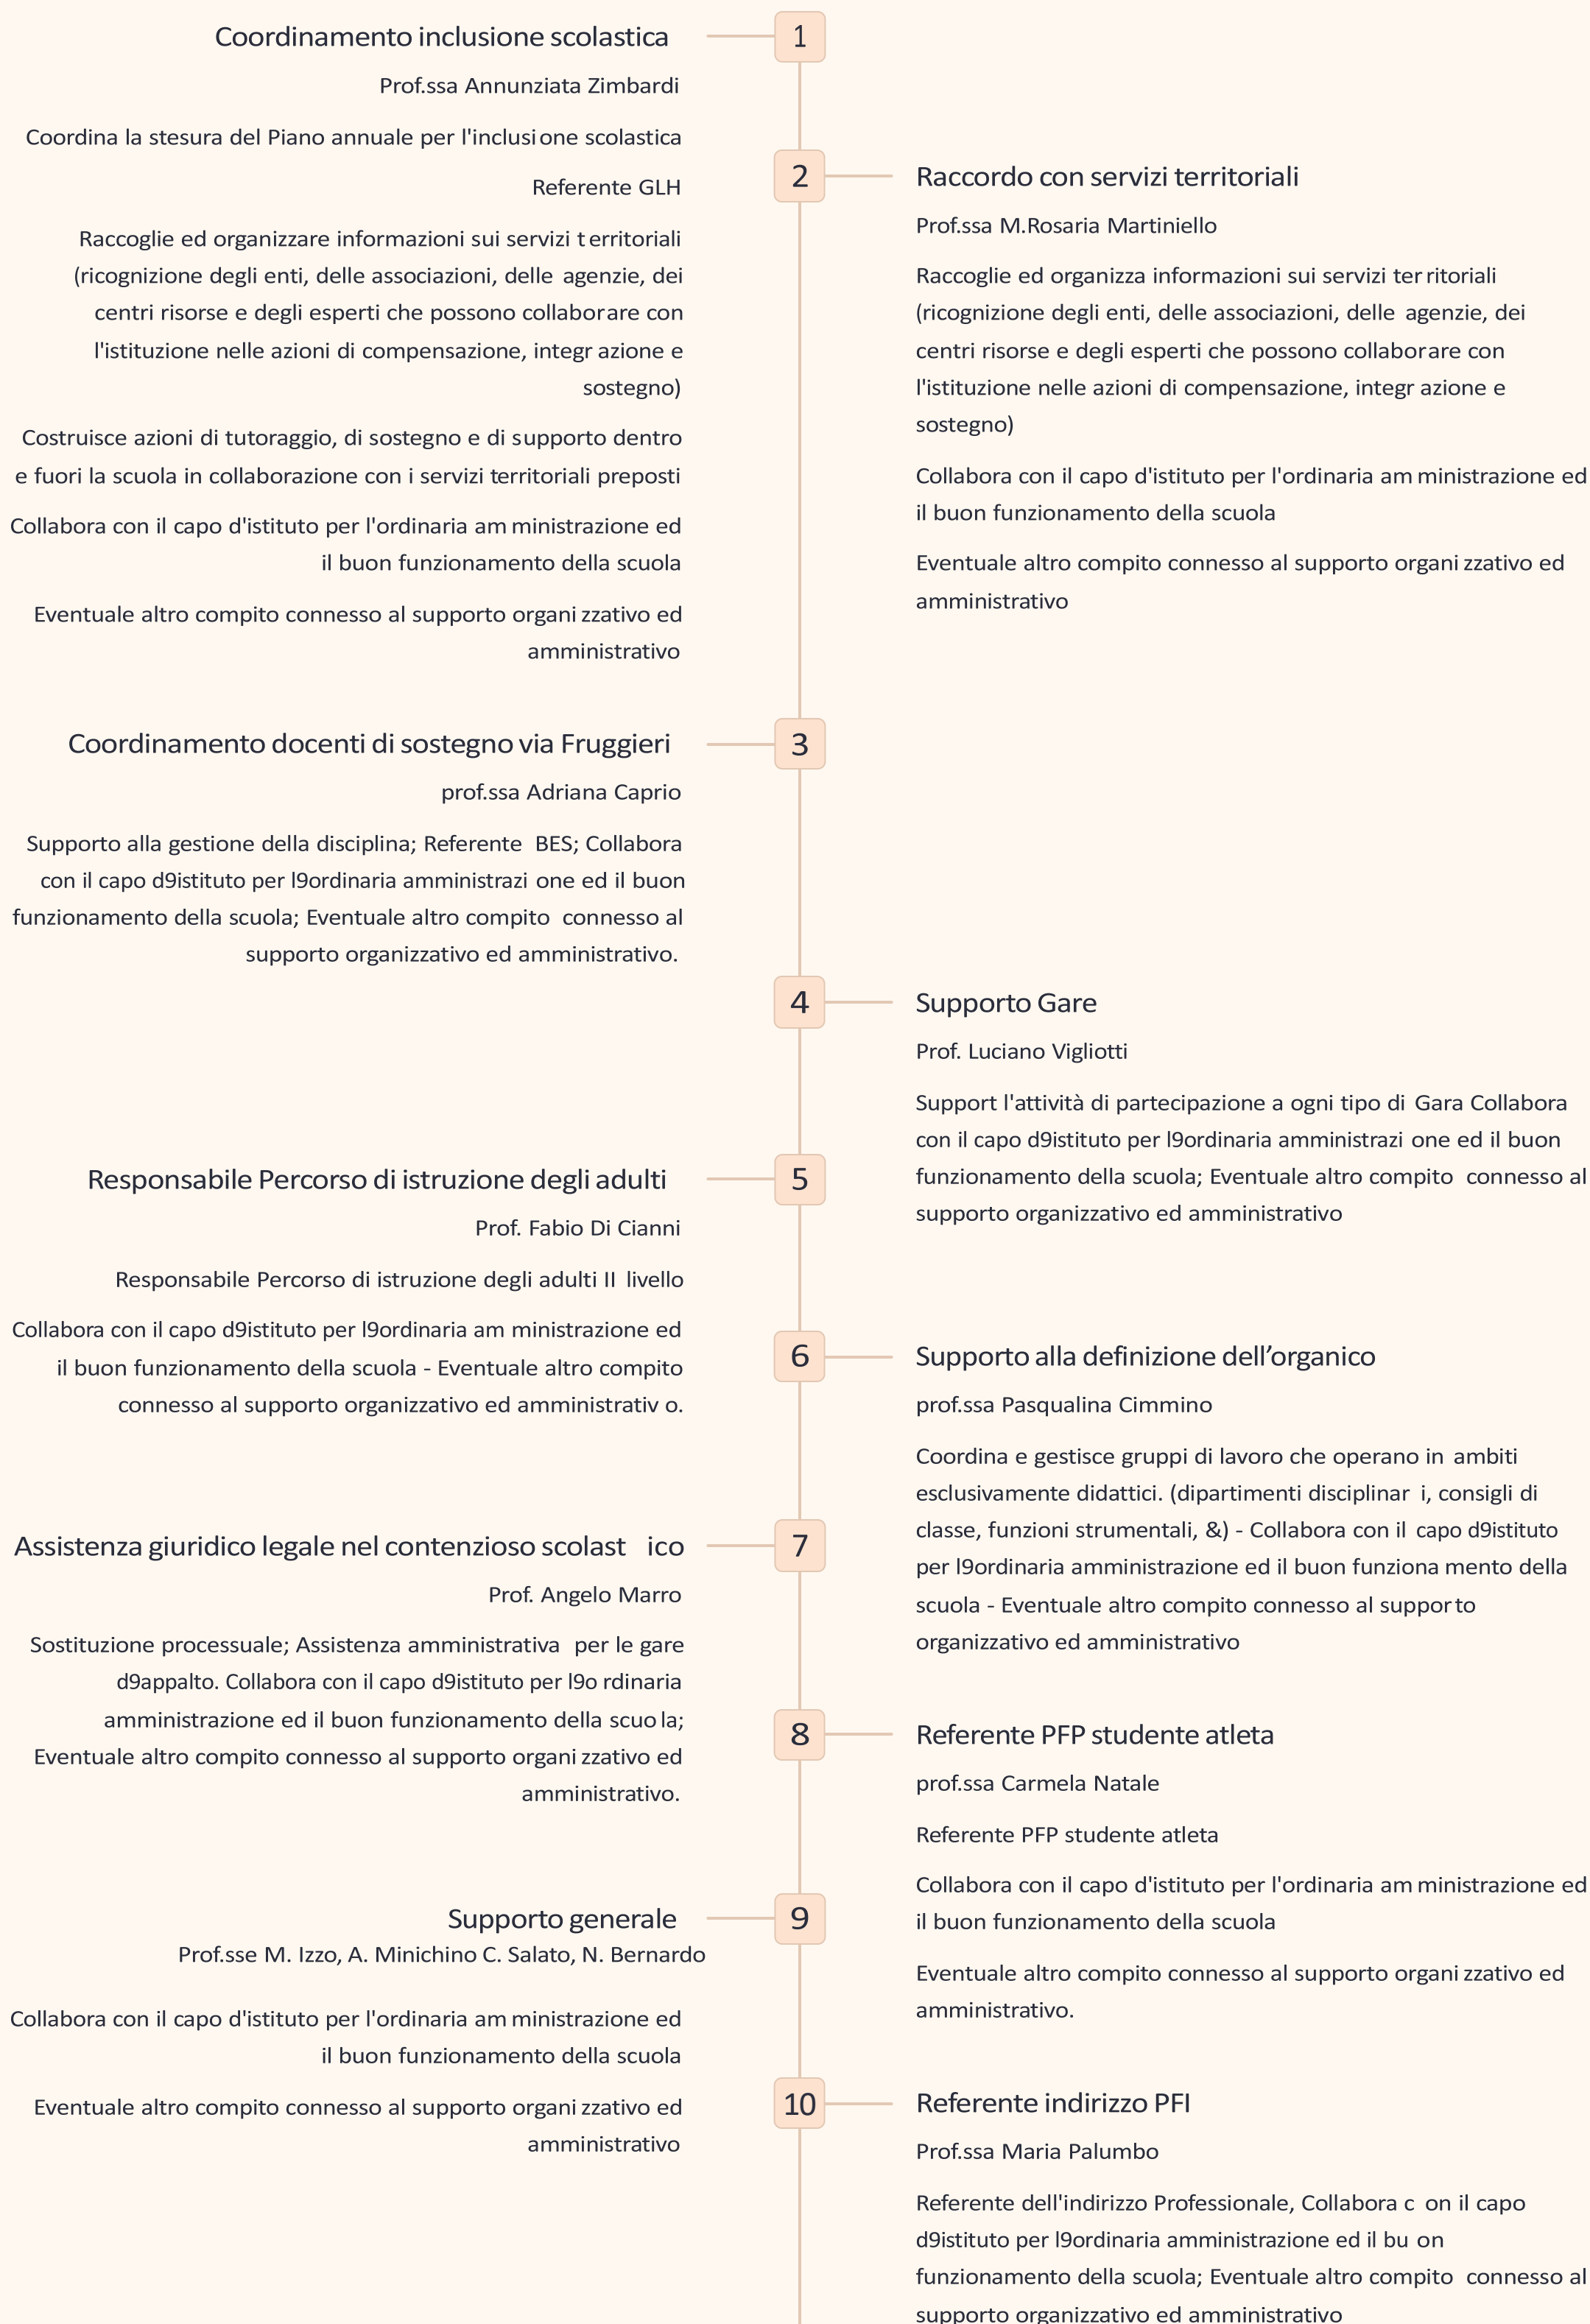 Coordinamento inclusione scolastica
1
Prof.ssa Annunziata Zimbardi
Coordina la stesura del Piano annuale per l'inclusione scolastica
Referente GLH
Raccoglie ed organizzare informazioni sui servizi territoriali
(ricognizione degli enti, delle associazioni, delle agenzie, dei
centri risorse e degli esperti che possono collaborare con
l'istituzione nelle azioni di compensazione, integr azione e
sostegno)
Costruisce azioni di tutoraggio, di sostegno e di supporto dentro
e fuori la scuola in collaborazione con i servizi territoriali preposti
Collabora con il capo d'istituto per l'ordinaria am ministrazione ed
il buon funzionamento della scuola
Eventuale altro compito connesso al supporto organi zzativo ed
amministrativo
2
Raccordo con servizi territoriali
Prof.ssa M.Rosaria Martiniello
Raccoglie ed organizza informazioni sui servizi territoriali
(ricognizione degli enti, delle associazioni, delle agenzie, dei
centri risorse e degli esperti che possono collaborare con
l'istituzione nelle azioni di compensazione, integr azione e
sostegno)
Collabora con il capo d'istituto per l'ordinaria am ministrazione ed
il buon funzionamento della scuola
Eventuale altro compito connesso al supporto organi zzativo ed
amministrativo
Coordinamento docenti di sostegno via Fruggieri
3
prof.ssa Adriana Caprio
Supporto alla gestione della disciplina; Referente BES; Collabora
con il capo d9istituto per l9ordinaria amministrazi one ed il buon
funzionamento della scuola; Eventuale altro compito connesso al
supporto organizzativo ed amministrativo.
4
Supporto Gare
Prof. Luciano Vigliotti
Support l'attività di partecipazione a ogni tipo di Gara Collabora
con il capo d9istituto per l9ordinaria amministrazi one ed il buon
funzionamento della scuola; Eventuale altro compito connesso al
supporto organizzativo ed amministrativo
Responsabile Percorso di istruzione degli adulti
5
Prof. Fabio Di Cianni
Responsabile Percorso di istruzione degli adulti II livello
Collabora con il capo d9istituto per l9ordinaria am ministrazione ed
il buon funzionamento della scuola - Eventuale altro compito
connesso al supporto organizzativo ed amministrativ o.
6
Supporto alla definizione dell’organico
prof.ssa Pasqualina Cimmino
Coordina e gestisce gruppi di lavoro che operano in ambiti
esclusivamente didattici. (dipartimenti disciplinar i, consigli di
classe, funzioni strumentali, &) - Collabora con il capo d9istituto
per l9ordinaria amministrazione ed il buon funziona mento della
scuola - Eventuale altro compito connesso al supporto
organizzativo ed amministrativo
Assistenza giuridico legale nel contenzioso scolast ico
7
Prof. Angelo Marro
Sostituzione processuale; Assistenza amministrativa per le gare
d9appalto. Collabora con il capo d9istituto per l9o rdinaria
amministrazione ed il buon funzionamento della scuola;
Eventuale altro compito connesso al supporto organi zzativo ed
amministrativo.
8
Referente PFP studente atleta
prof.ssa Carmela Natale
Referente PFP studente atleta
Collabora con il capo d'istituto per l'ordinaria am ministrazione ed
il buon funzionamento della scuola
Eventuale altro compito connesso al supporto organi zzativo ed
amministrativo.
Supporto generale
9
Prof.sse M. Izzo, A. Minichino C. Salato, N. Bernardo
Collabora con il capo d'istituto per l'ordinaria am ministrazione ed
il buon funzionamento della scuola
Eventuale altro compito connesso al supporto organi zzativo ed
amministrativo
10
Referente indirizzo PFI
Prof.ssa Maria Palumbo
Referente dell'indirizzo Professionale, Collabora c on il capo
d9istituto per l9ordinaria amministrazione ed il bu on
funzionamento della scuola; Eventuale altro compito connesso al
supporto organizzativo ed amministrativo